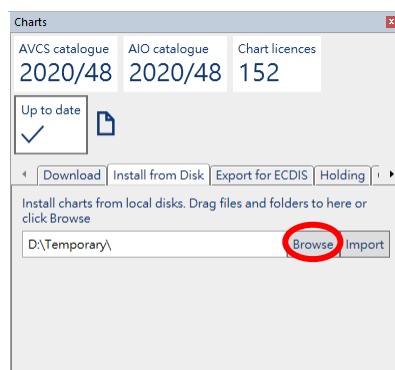 Charts
AVCS catalogue
2020/48
AIO catalogue
2020/48
Chart licences
152
Up to date
Download
Install from Disk
Export for ECDIS
Holding
Install charts from local disks. Drag files and folders to here or
click Browse
D:\Temporary\
Browse
Import